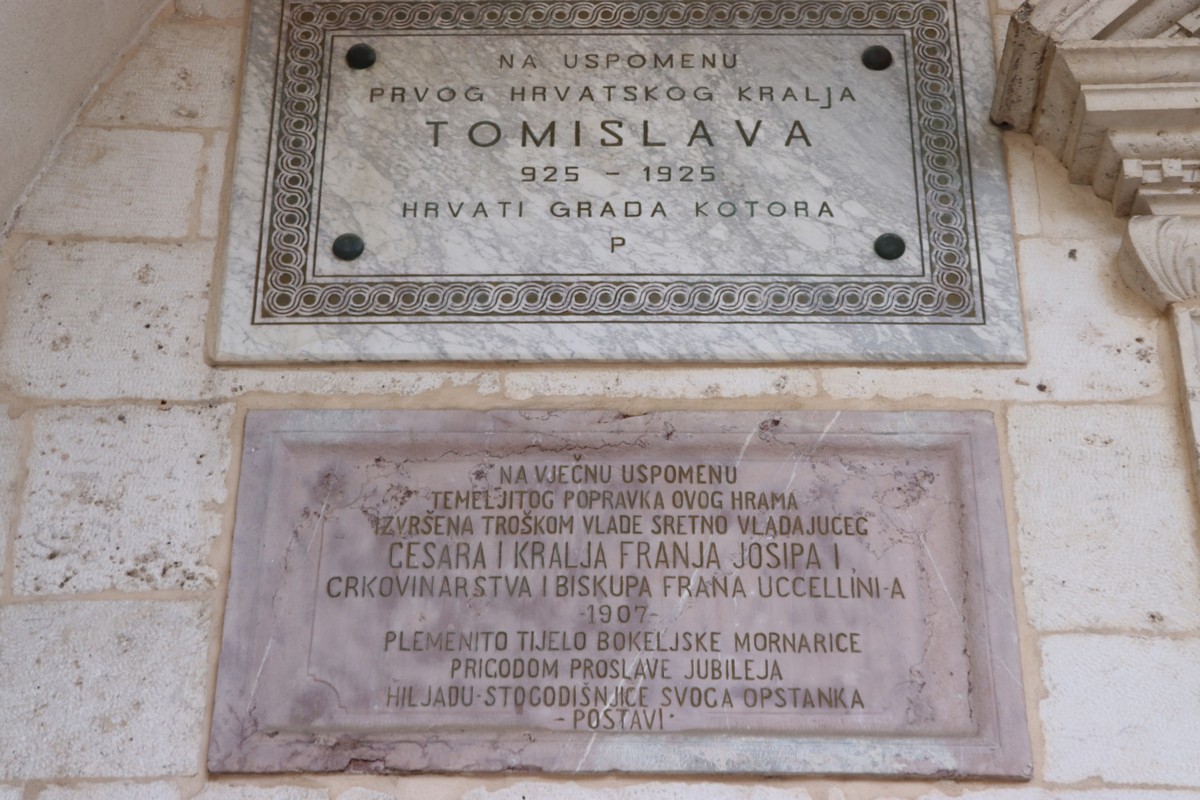 NA USPOMENU
PRVOG HRVATSKOG KRALJA
TOMISLAVA
925 – 1925
HRVATI GRADA KOTORA
P
NA VJEČNU USPOMENU
TEMELJITOG POPRAVKA OVOG HRAMA
IZVRŠENA TROŠKOM VLADE SRETNO VLADAJUĆEG
CESARA I KRALJA FRANJA JOSIPA I
CRKOVINARSTVA I BISKUPA FRANA UCCELLINI-A
-1907-
PLEMENITO TIJELO BOKELJSKE MORNARICE
PRIGODOM PROSLAVE JUBILEJA
HILJADU-STOGODIŠNJICE SVOGA OPSTANKA
- POSTAVI ·